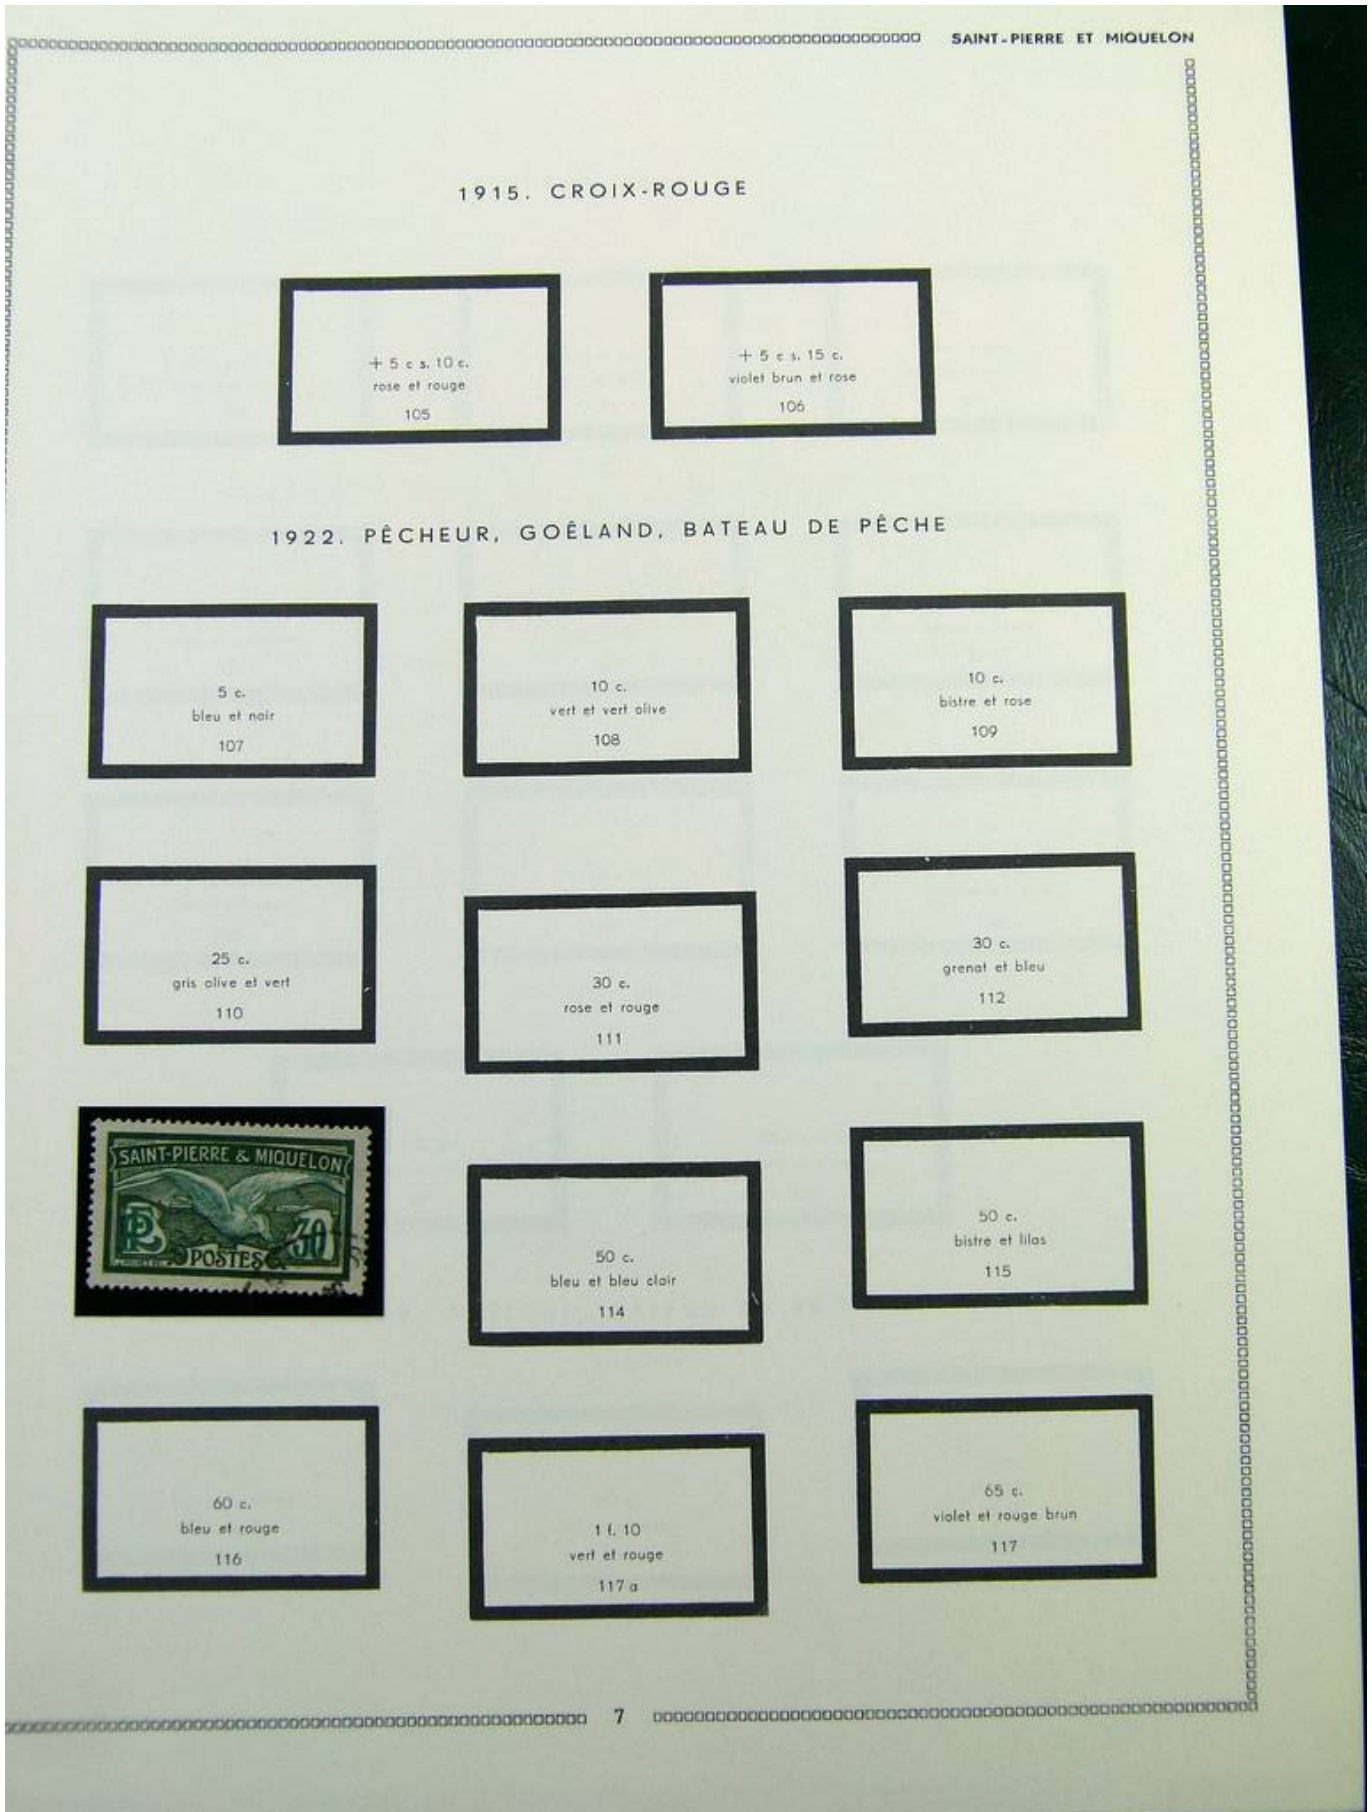 SAINT-PIERRE ET MIQUELON
1915. CROIX-ROUGE
+ 5 c s. 10 c.
rose et rouge
105
+ 5 c s. 15 c.
violet brun et rose
106
1922. PÊCHEUR, GOÊLAND, BATEAU DE PÊCHE
5 c.
bleu et noir
107
10 c.
vert et vert olive
108
10 c.
bistre et rose
109
25 c.
gris olive et vert
110
30 c.
rose et rouge
111
30 c.
grenat et bleu
112
SAINT-PIERRE & MIQUELON
30
POSTES
50 c.
bleu et bleu clair
114
50 c.
bistre et lilas
115
60 c.
bleu et rouge
116
1 f. 10
vert et rouge
117 a
65 c.
violet et rouge brun
117
7